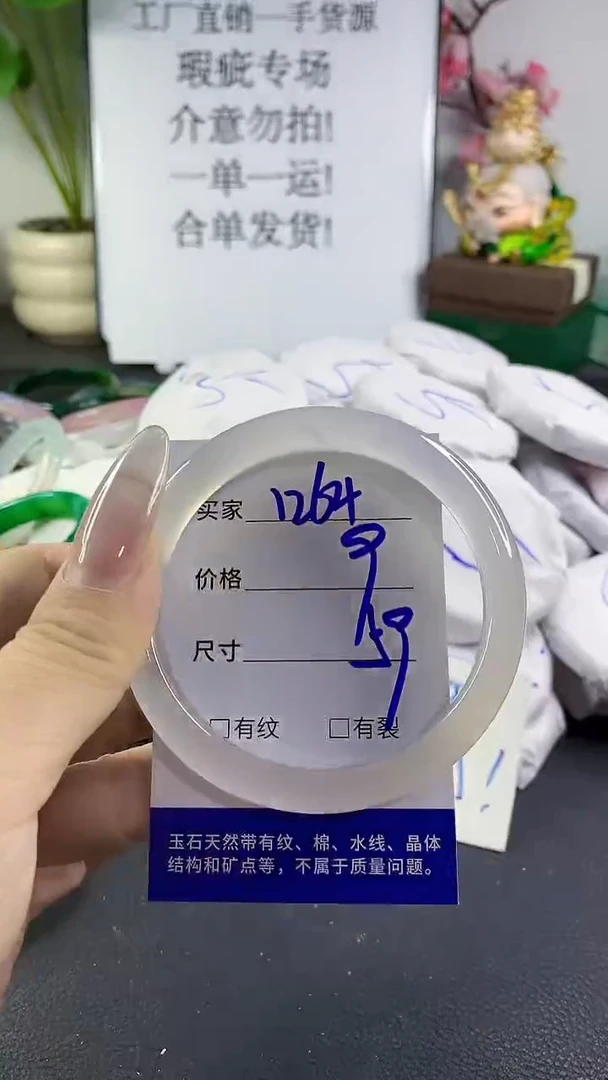 工厂直销一手货源
瑕疵专场
介意勿拍!
一单一运!
合单发货!
买家 1264
号
价格
尺寸 59
□有纹 □有裂
玉石天然带有纹、棉、水线、晶体
结构和矿点等，不属于质量问题。